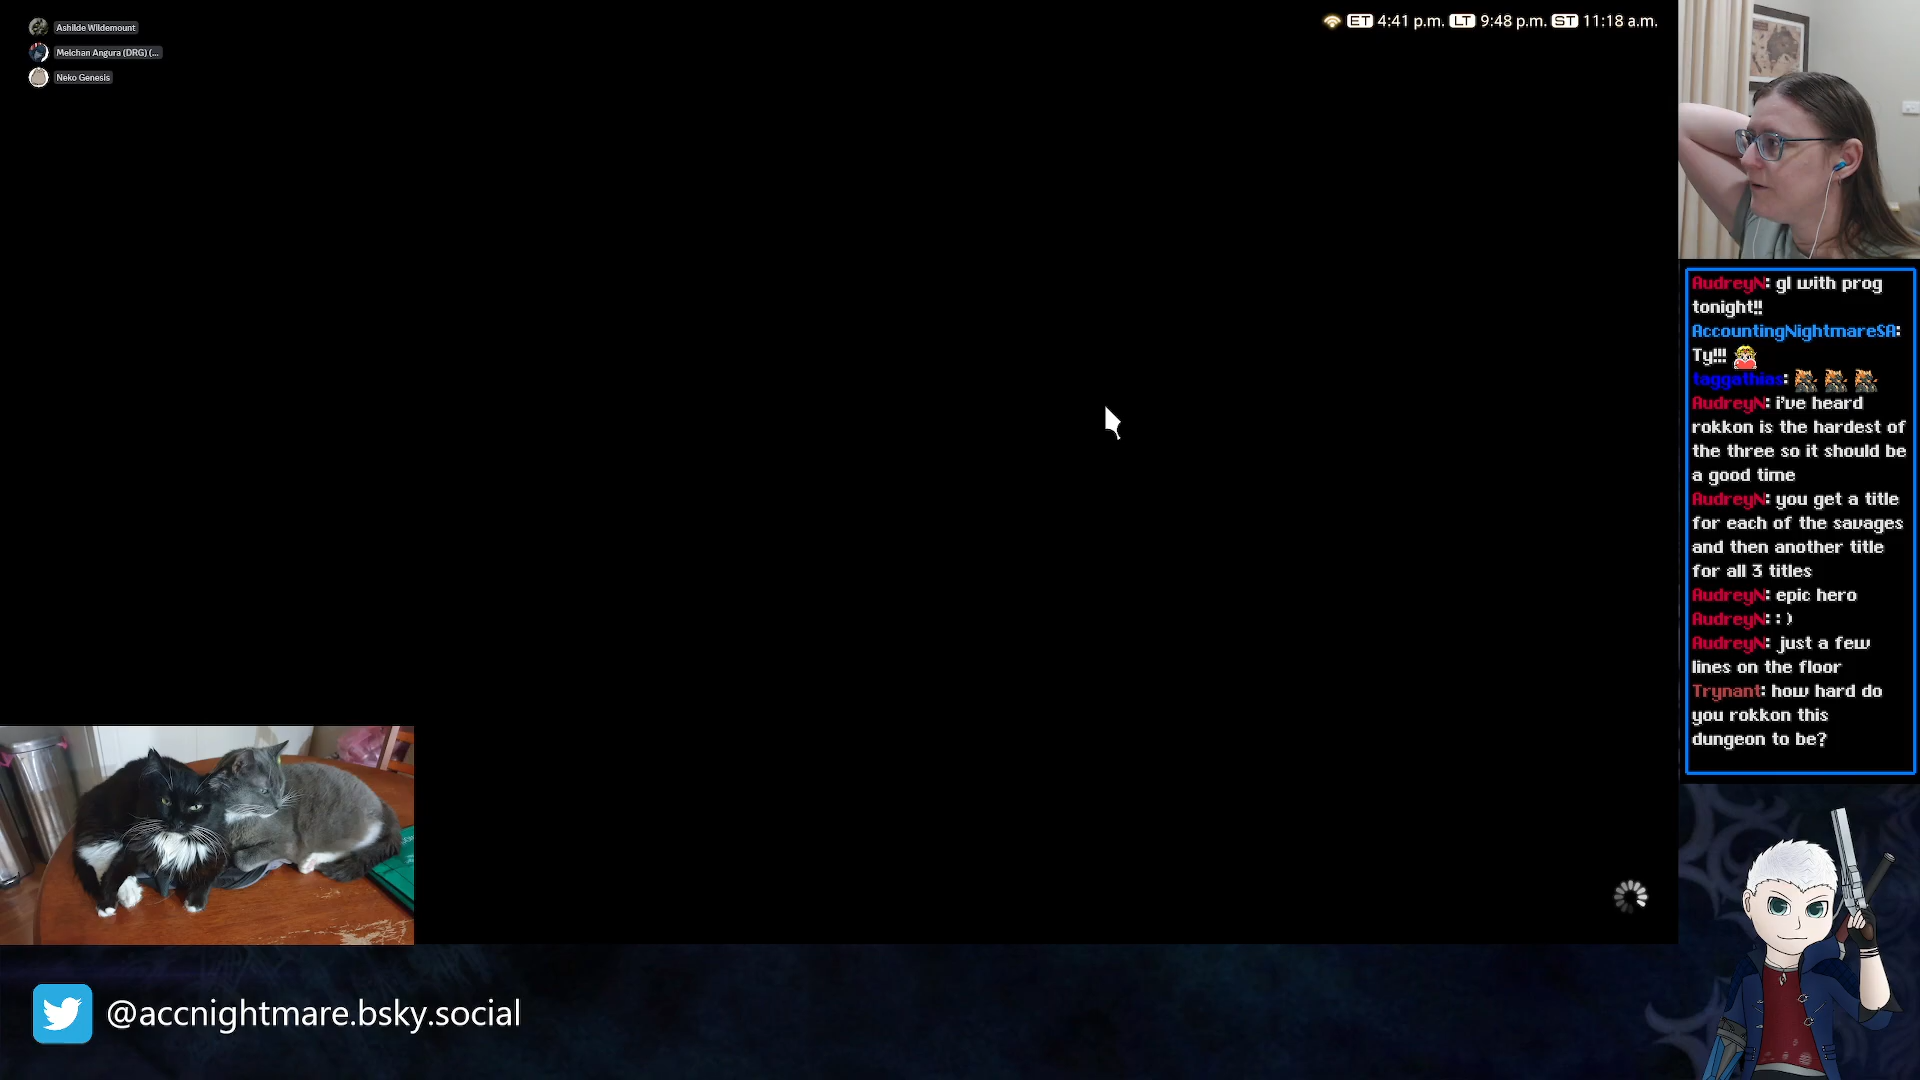 Ashilde Wildemount
Melchan Angura (DRG) (...
Neko Genesis
ET 4:41 p.m. LT 9:48 p.m. ST 11:18 a.m.
AudreyN: gl with prog
tonight!!
AccountingNightmareSA:
Ty!!!
taggathias:
AudreyN: i've heard
rokkon is the hardest of
the three so it should be
a good time
AudreyN: you get a title
for each of the savages
and then another title
for all 3 titles
AudreyN: epic hero
AudreyN: : )
AudreyN: just a few
lines on the floor
Trynant: how hard do
you rokkon this
dungeon to be?
@accnightmare.bsky.social